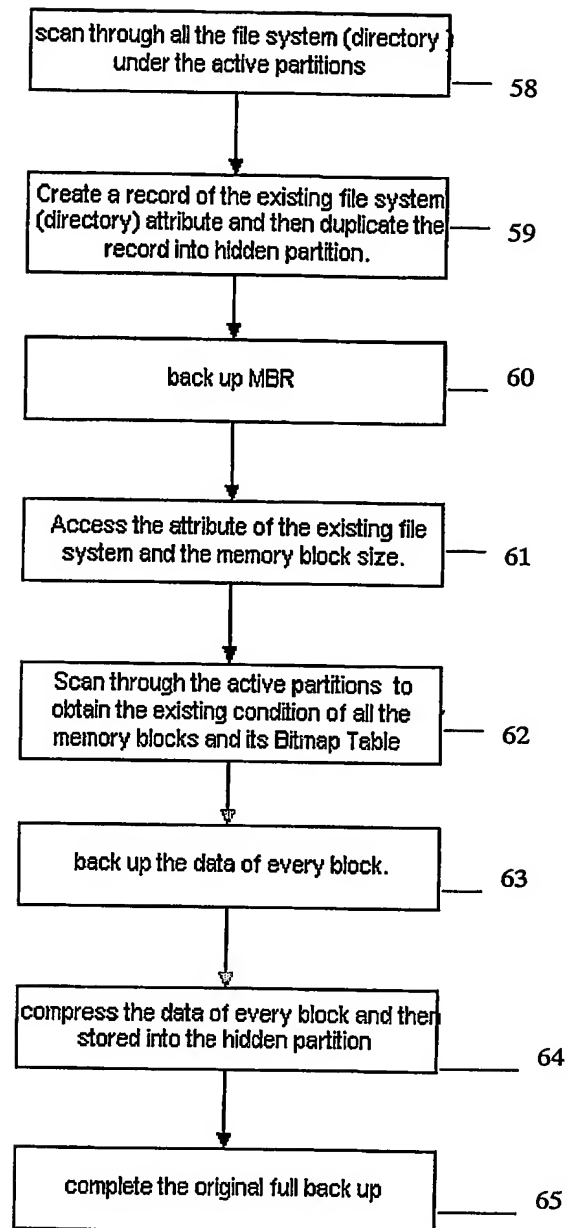 scan through all the file system (directory )
under the active partitions
58
Create a record of the existing file system
(directory) attribute and then duplicate the
record into hidden partition.
59
back up MBR
60
Access the attribute of the existing file
system and the memory block size.
61
Scan through the active partitions to
obtain the existing condition of all the
memory blocks and its Bitmap Table
62
back up the data of every block.
63
compress the data of every block and then
stored into the hidden partition
64
complete the original full back up
65